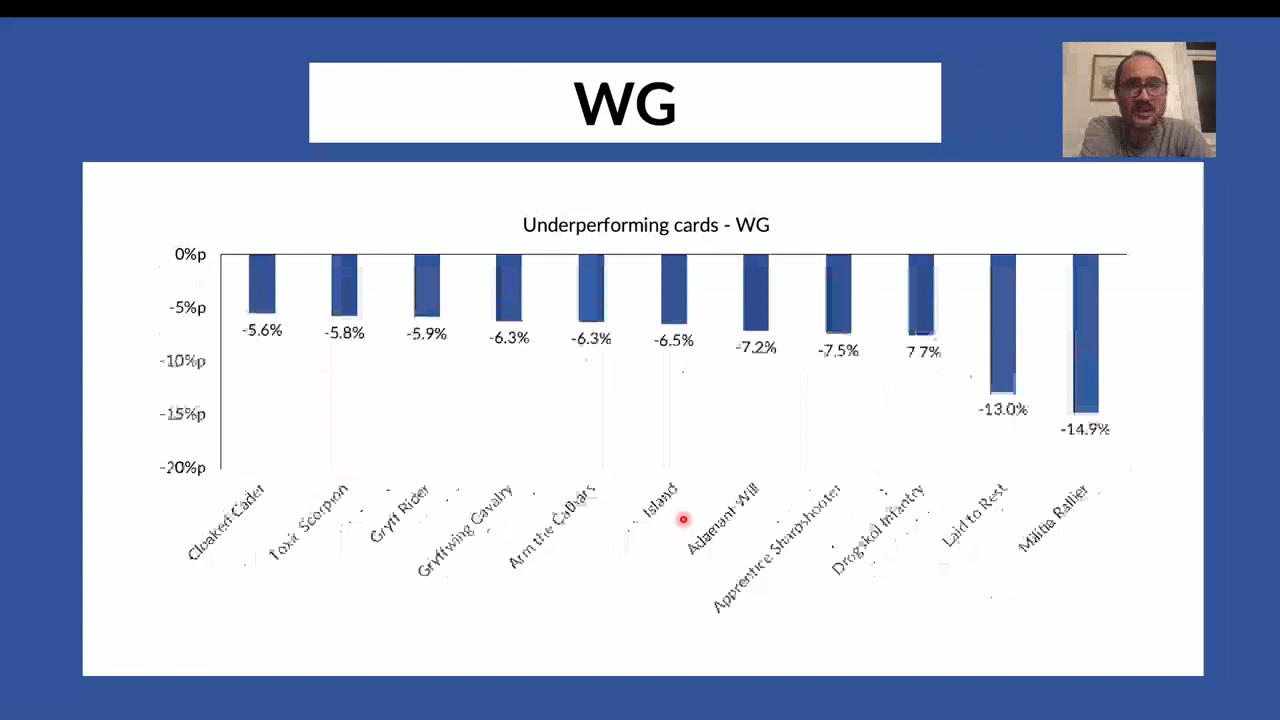 WG
Underperforming cards - WG
0%p
-5%p
-10%p
-15%p
-20%p
-5.6%
-5.8%
-5.9%
-6.3%
-6.3%
-6.5%
-7.2%
-7.5%
7 7%
-13.0%
-14.9%
Cloaked Cadet
Toxic Scorpion
Gryff Rider
Gryffwing Cavalry
Arm the Cathars
Island
Adamant Will
Apprentice Sharpshooter
Drogskol Infantry
Laid to Rest
Militia Rallier